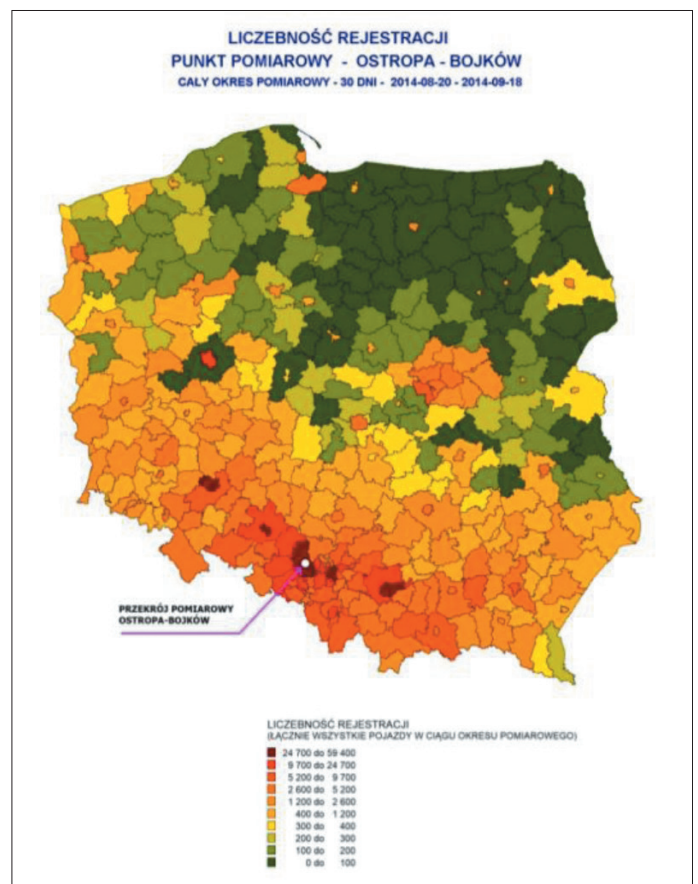 LICZEBNOŚĆ REJESTRACJI
PUNKT POMIAROWY - OSTROPA - BOJKÓW
CAŁY OKRES POMIAROWY - 30 DNI - 2014-08-20 - 2014-09-18
PRZEKRÓJ POMIAROWY
OSTROPA-BOJKÓW
LICZEBNOŚĆ REJESTRACJI
(ŁĄCZNIE WSZYSTKIE POJAZDY W CIĄGU OKRESU POMIAROWEGO)
24 700 do 59 400
9 700 do 24 700
5 200 do 9 700
2 600 do 5 200
1 200 do 2 600
400 do 1 200
300 do 400
200 do 300
100 do 200
0 do 100